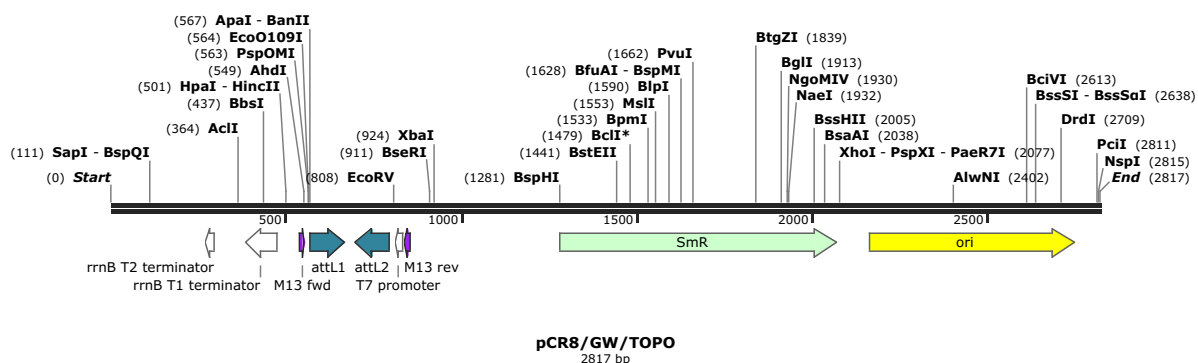 (567) ApaI - BanII
(564) EcoO109I
(563) PspOMI
(549) AhdI
(501) HpaI - HincII
(437) BbsI
(364) AclI
(111) SapI - BspQI
(0) Start
(924) XbaI
(911) BseRI
(808) EcoRV
(1662) PvuI
(1628) BfuAI - BspMI
(1590) BlpI
(1553) MslI
(1533) BpmI
(1479) BclI*
(1441) BstEII
(1281) BspHI
BtgZI (1839)
BglI (1913)
NgoMIV (1930)
NaeI (1932)
BssHII (2005)
BsaAI (2038)
XhoI - PspXI - PaeR7I (2077)
AlwNI (2402)
BciVI (2613)
BssSI - BssSαI (2638)
DrdI (2709)
PciI (2811)
NspI (2815)
End (2817)
500 1000 1500 2000 2500
SmR ori
rrnB T2 terminator attL1 attL2 M13 rev
rrnB T1 terminator M13 fwd T7 promoter
pCR8/GW/TOPO
2817 bp